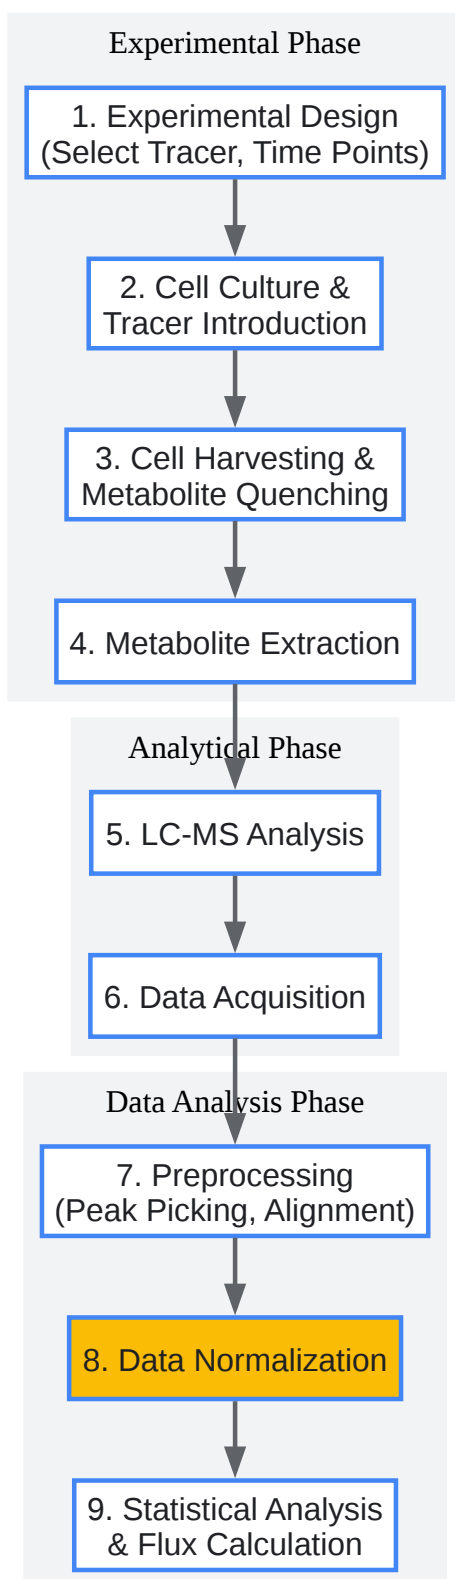 Experimental Phase
1. Experimental Design
(Select Tracer, Time Points)
2. Cell Culture &
Tracer Introduction
3. Cell Harvesting &
Metabolite Quenching
4. Metabolite Extraction
Analytical Phase
5. LC-MS Analysis
6. Data Acquisition
Data Analysis Phase
7. Preprocessing
(Peak Picking, Alignment)
8. Data Normalization
9. Statistical Analysis
& Flux Calculation